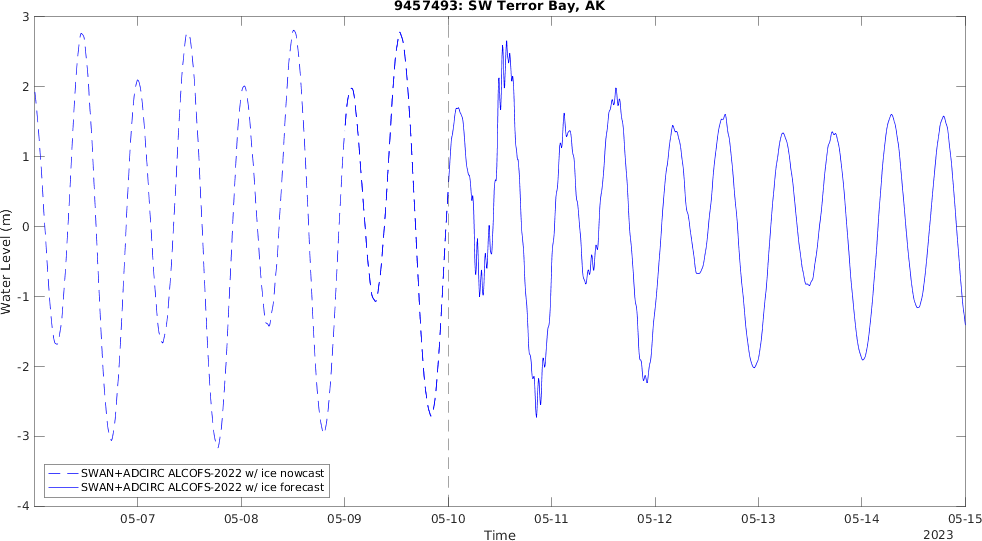 9457493: SW Terror Bay, AK
3
2
1
0
-1
-2
-3
-4
Water Level (m)
SWAN+ADCIRC ALCOFS-2022 w/ ice nowcast
SWAN+ADCIRC ALCOFS-2022 w/ ice forecast
05-07 05-08 05-09 05-10 05-11 05-12 05-13 05-14 05-15
Time
2023